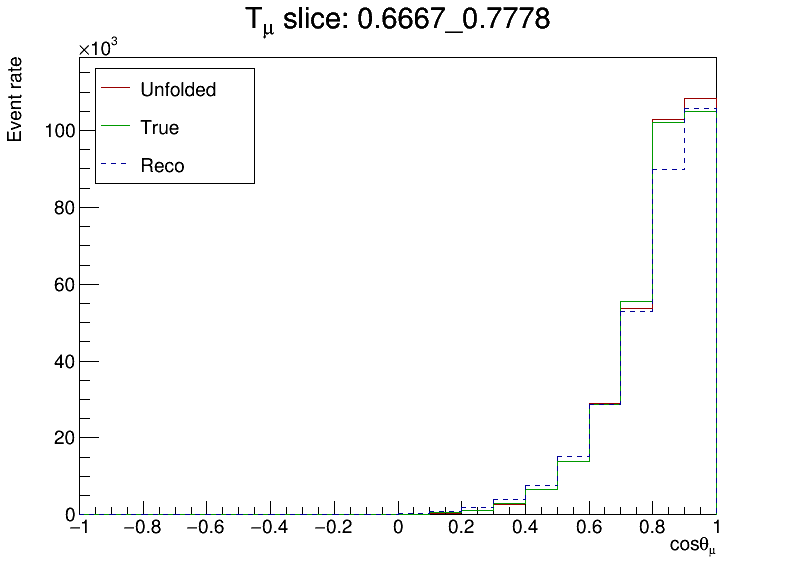 Tμ slice: 0.6667_0.7778
×10³
Event rate
Unfolded
True
Reco
100
80
60
40
20
0
−1 −0.8 −0.6 −0.4 −0.2 0 0.2 0.4 0.6 0.8 1
cosθμ